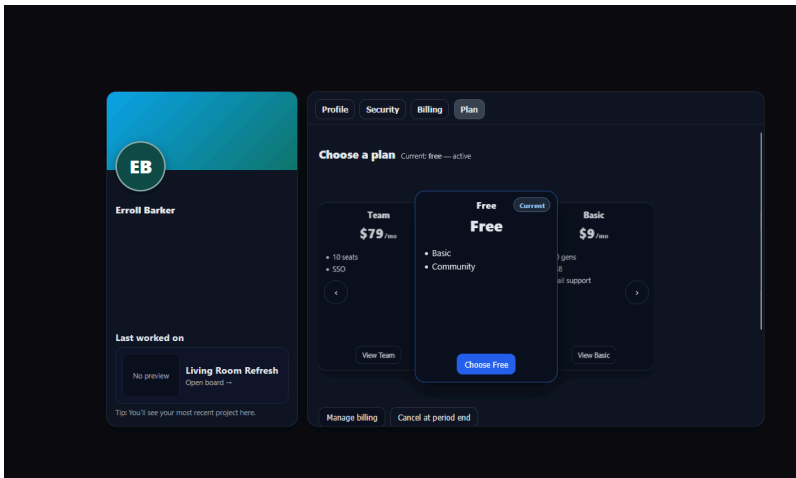 Profile Security Billing Plan
EB
Erroll Barker
Choose a plan Current: free — active
Team
$79 /mo
• 10 seats
• SSO
‹
View Team
Free Current
Free
• Basic
• Community
Choose Free
Basic
$9 /mo
gens
support
›
View Basic
Last worked on
No preview
Living Room Refresh
Open board →
Tip: You'll see your most recent project here.
Manage billing Cancel at period end